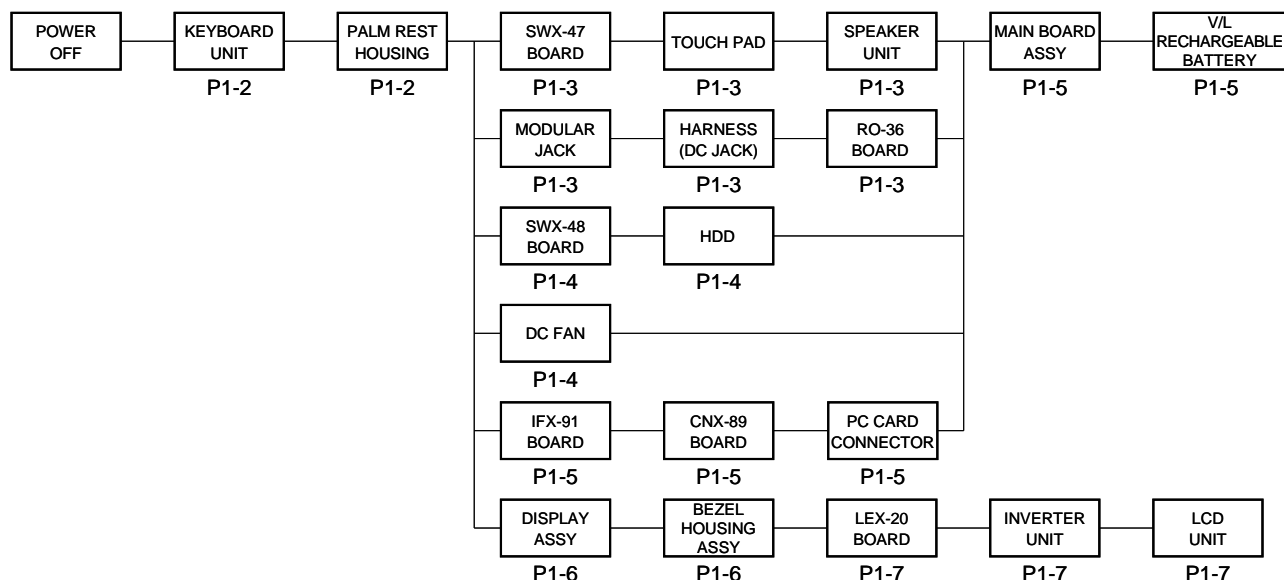 POWER
OFF
KEYBOARD
UNIT
P1-2
PALM REST
HOUSING
P1-2
SWX-47
BOARD
P1-3
TOUCH PAD
P1-3
SPEAKER
UNIT
P1-3
MAIN BOARD
ASSY
P1-5
V/L
RECHARGEABLE
BATTERY
P1-5
MODULAR
JACK
P1-3
HARNESS
(DC JACK)
P1-3
RO-36
BOARD
P1-3
SWX-48
BOARD
P1-4
HDD
P1-4
DC FAN
P1-4
IFX-91
BOARD
P1-5
CNX-89
BOARD
P1-5
PC CARD
CONNECTOR
P1-5
DISPLAY
ASSY
P1-6
BEZEL
HOUSING
ASSY
P1-6
LEX-20
BOARD
P1-7
INVERTER
UNIT
P1-7
LCD
UNIT
P1-7